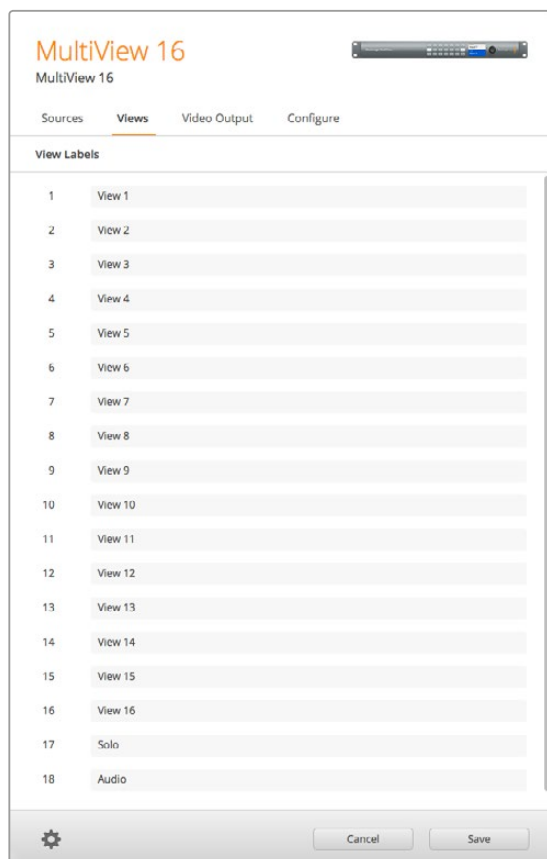 MultiView 16
MultiView 16
Sources Views Video Output Configure
View Labels
1 View 1
2 View 2
3 View 3
4 View 4
5 View 5
6 View 6
7 View 7
8 View 8
9 View 9
10 View 10
11 View 11
12 View 12
13 View 13
14 View 14
15 View 15
16 View 16
17 Solo
18 Audio
Cancel Save